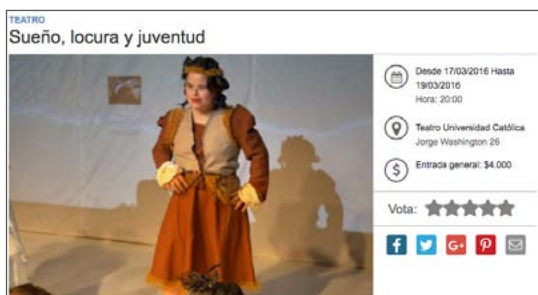 TEATRO
Sueño, locura y juventud
Desde 17/03/2016 Hasta
19/03/2016
Hora: 20:00
Teatro Universidad Católica
Jorge Washington 26
$
Entrada general: $4.000
Vota:
f
G+